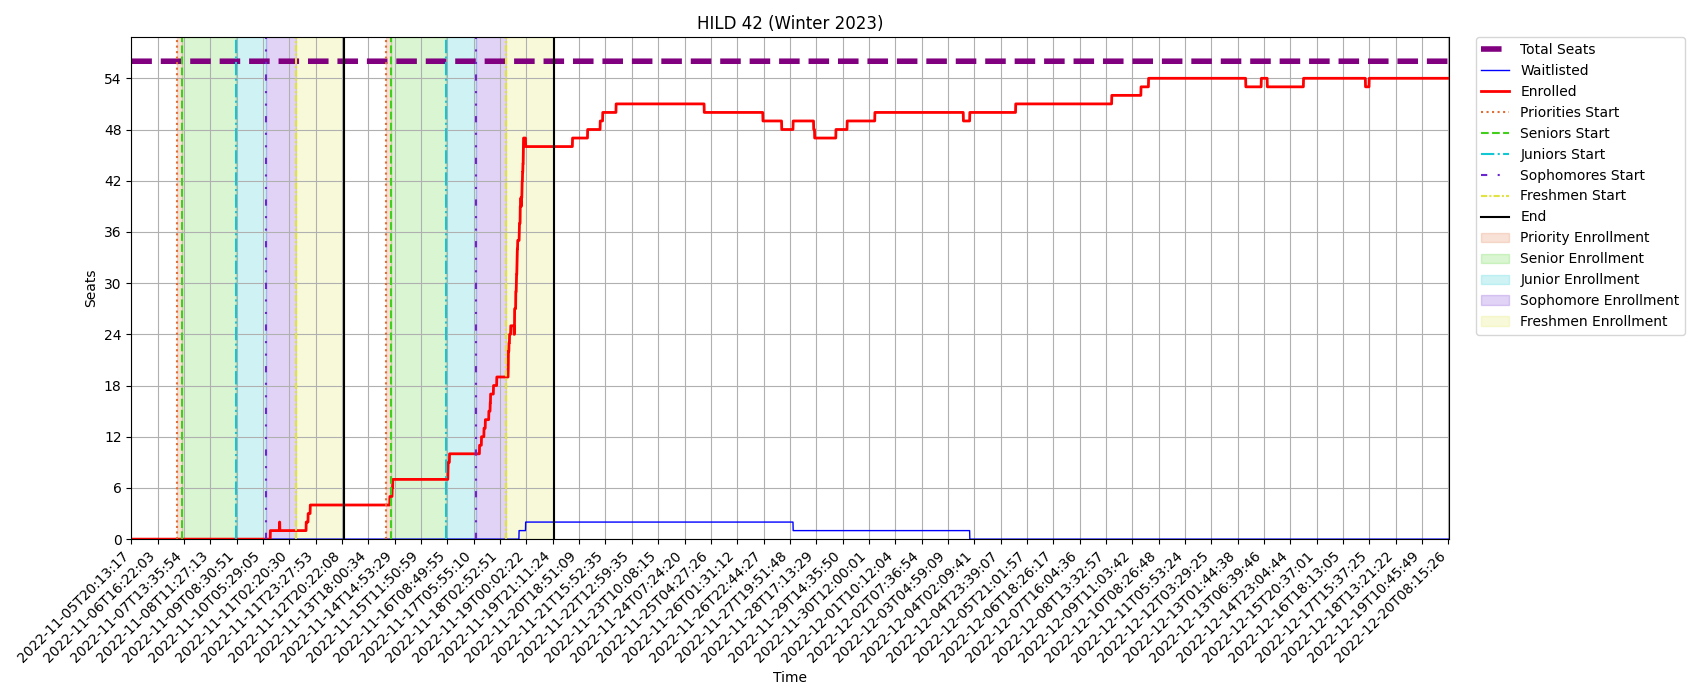 HILD 42 (Winter 2023)
Total Seats
Waitlisted
Enrolled
Priorities Start
Seniors Start
Juniors Start
Sophomores Start
Freshmen Start
End
Priority Enrollment
Senior Enrollment
Junior Enrollment
Sophomore Enrollment
Freshmen Enrollment
Seats
54
48
42
36
30
24
18
12
6
0
2022-11-05T20:13:17
2022-11-06T16:22:03
2022-11-07T13:35:54
2022-11-08T11:27:13
2022-11-09T08:30:51
2022-11-10T05:29:05
2022-11-11T02:20:30
2022-11-11T23:27:53
2022-11-12T20:22:08
2022-11-13T18:00:34
2022-11-14T14:53:29
2022-11-15T11:50:59
2022-11-16T08:49:55
2022-11-17T05:55:10
2022-11-18T02:52:51
2022-11-19T00:02:22
2022-11-19T21:11:24
2022-11-20T18:51:09
2022-11-21T15:52:35
2022-11-22T12:59:35
2022-11-23T10:08:15
2022-11-24T07:24:20
2022-11-25T04:27:26
2022-11-26T01:31:12
2022-11-26T22:44:27
2022-11-27T19:51:48
2022-11-28T17:13:29
2022-11-29T14:35:50
2022-11-30T12:00:01
2022-12-01T10:12:04
2022-12-02T07:36:54
2022-12-03T04:59:09
2022-12-04T02:09:41
2022-12-04T23:39:07
2022-12-05T21:01:57
2022-12-06T18:26:17
2022-12-07T16:04:36
2022-12-08T13:32:57
2022-12-09T11:03:42
2022-12-10T08:26:48
2022-12-11T05:53:24
2022-12-12T03:29:25
2022-12-13T01:44:38
2022-12-13T06:39:46
2022-12-14T23:04:44
2022-12-15T20:37:01
2022-12-16T18:13:05
2022-12-17T15:37:25
2022-12-18T13:21:22
2022-12-19T10:45:49
2022-12-20T08:15:26
Time